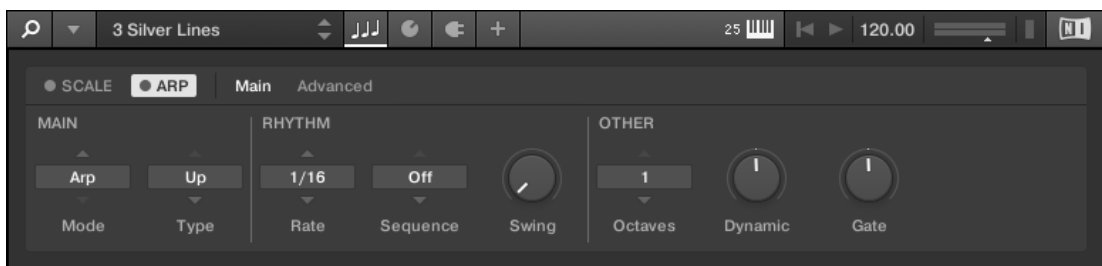 3 Silver Lines 25 120.00 NI
SCALE ARP Main Advanced
MAIN RHYTHM OTHER
Arp Up 1/16 Off 1
Mode Type Rate Sequence Swing Octaves Dynamic Gate